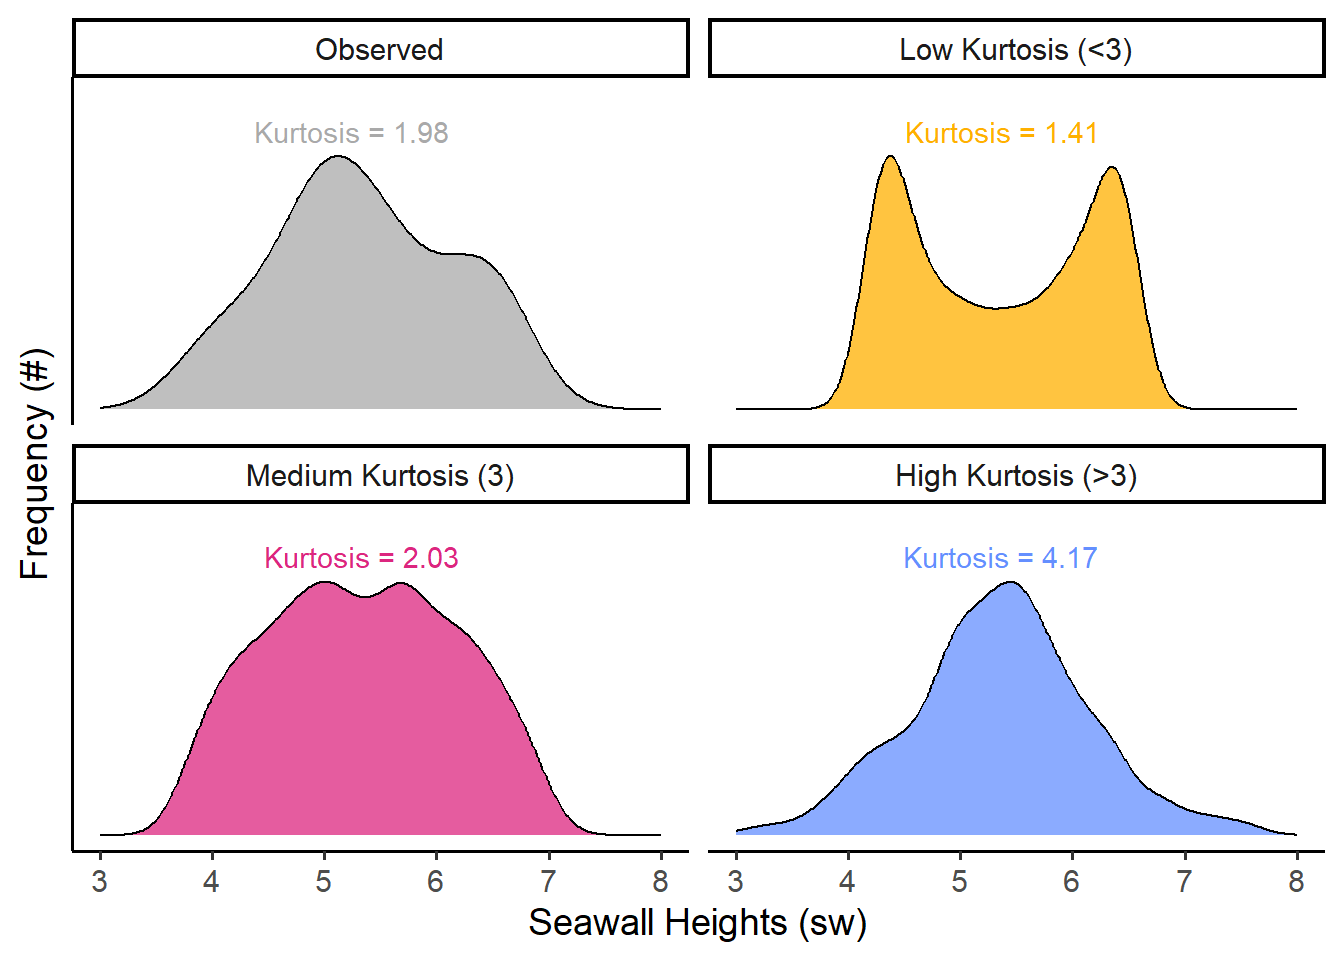 Observed
Low Kurtosis (<3)
Kurtosis = 1.98
Kurtosis = 1.41
Medium Kurtosis (3)
High Kurtosis (>3)
Kurtosis = 2.03
Kurtosis = 4.17
Frequency (#)
3 4 5 6 7 8
3 4 5 6 7 8
Seawall Heights (sw)